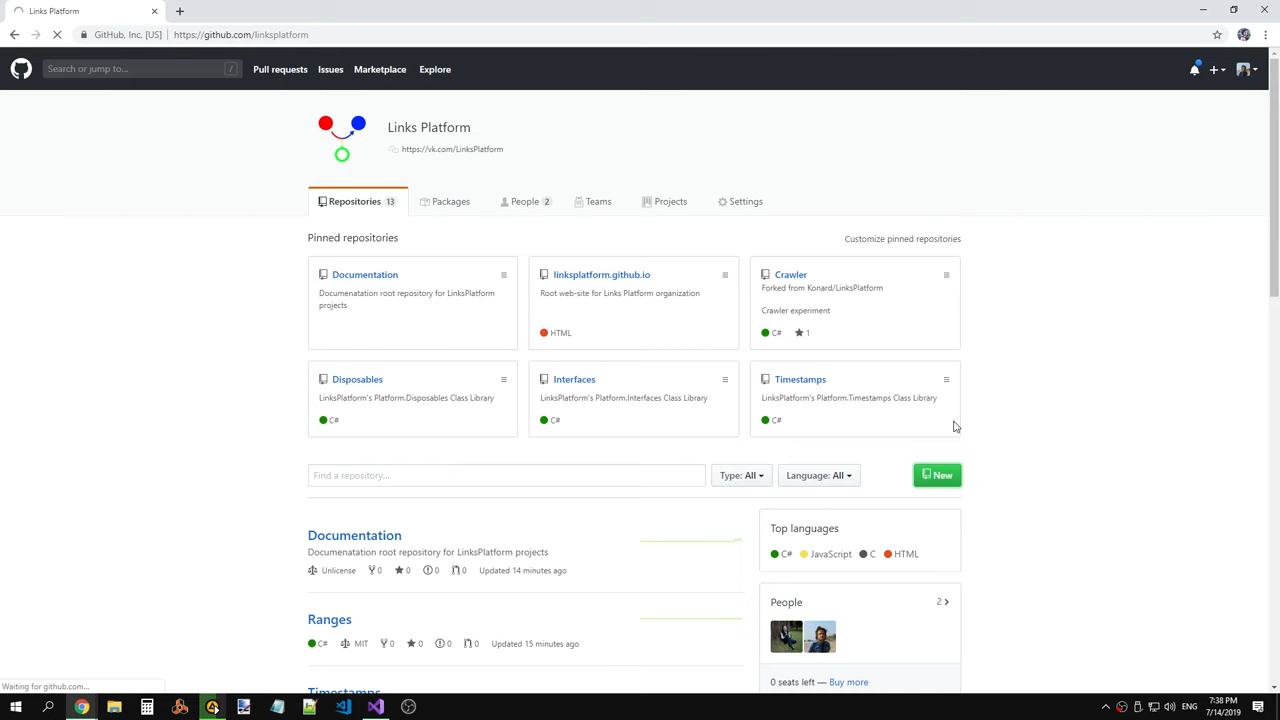 Links Platform
GitHub, Inc. [US] https://github.com/linksplatform
Search or jump to... /
Pull requests Issues Marketplace Explore
Links Platform
https://vk.com/LinksPlatform
Repositories 13 Packages People 2 Teams Projects Settings
Pinned repositories
Customize pinned repositories
Documentation
Documenatation root repository for LinksPlatform
projects
linksplatform.github.io
Root web-site for Links Platform organization
HTML
Crawler
Forked from Konard/LinksPlatform
Crawler experiment
C# 1
Disposables
LinksPlatform's Platform.Disposables Class Library
C#
Interfaces
LinksPlatform's Platform.Interfaces Class Library
C#
Timestamps
LinksPlatform's Platform.Timestamps Class Library
C#
Find a repository...
Type: All
Language: All
New
Documentation
Documenatation root repository for LinksPlatform projects
Unlicense 0 0 0 0 Updated 14 minutes ago
Ranges
C# MIT 0 0 0 0 Updated 15 minutes ago
Timestamps
Top languages
C# JavaScript C HTML
People
2
0 seats left — Buy more
Waiting for github.com...
ENG
7:38 PM
7/14/2019